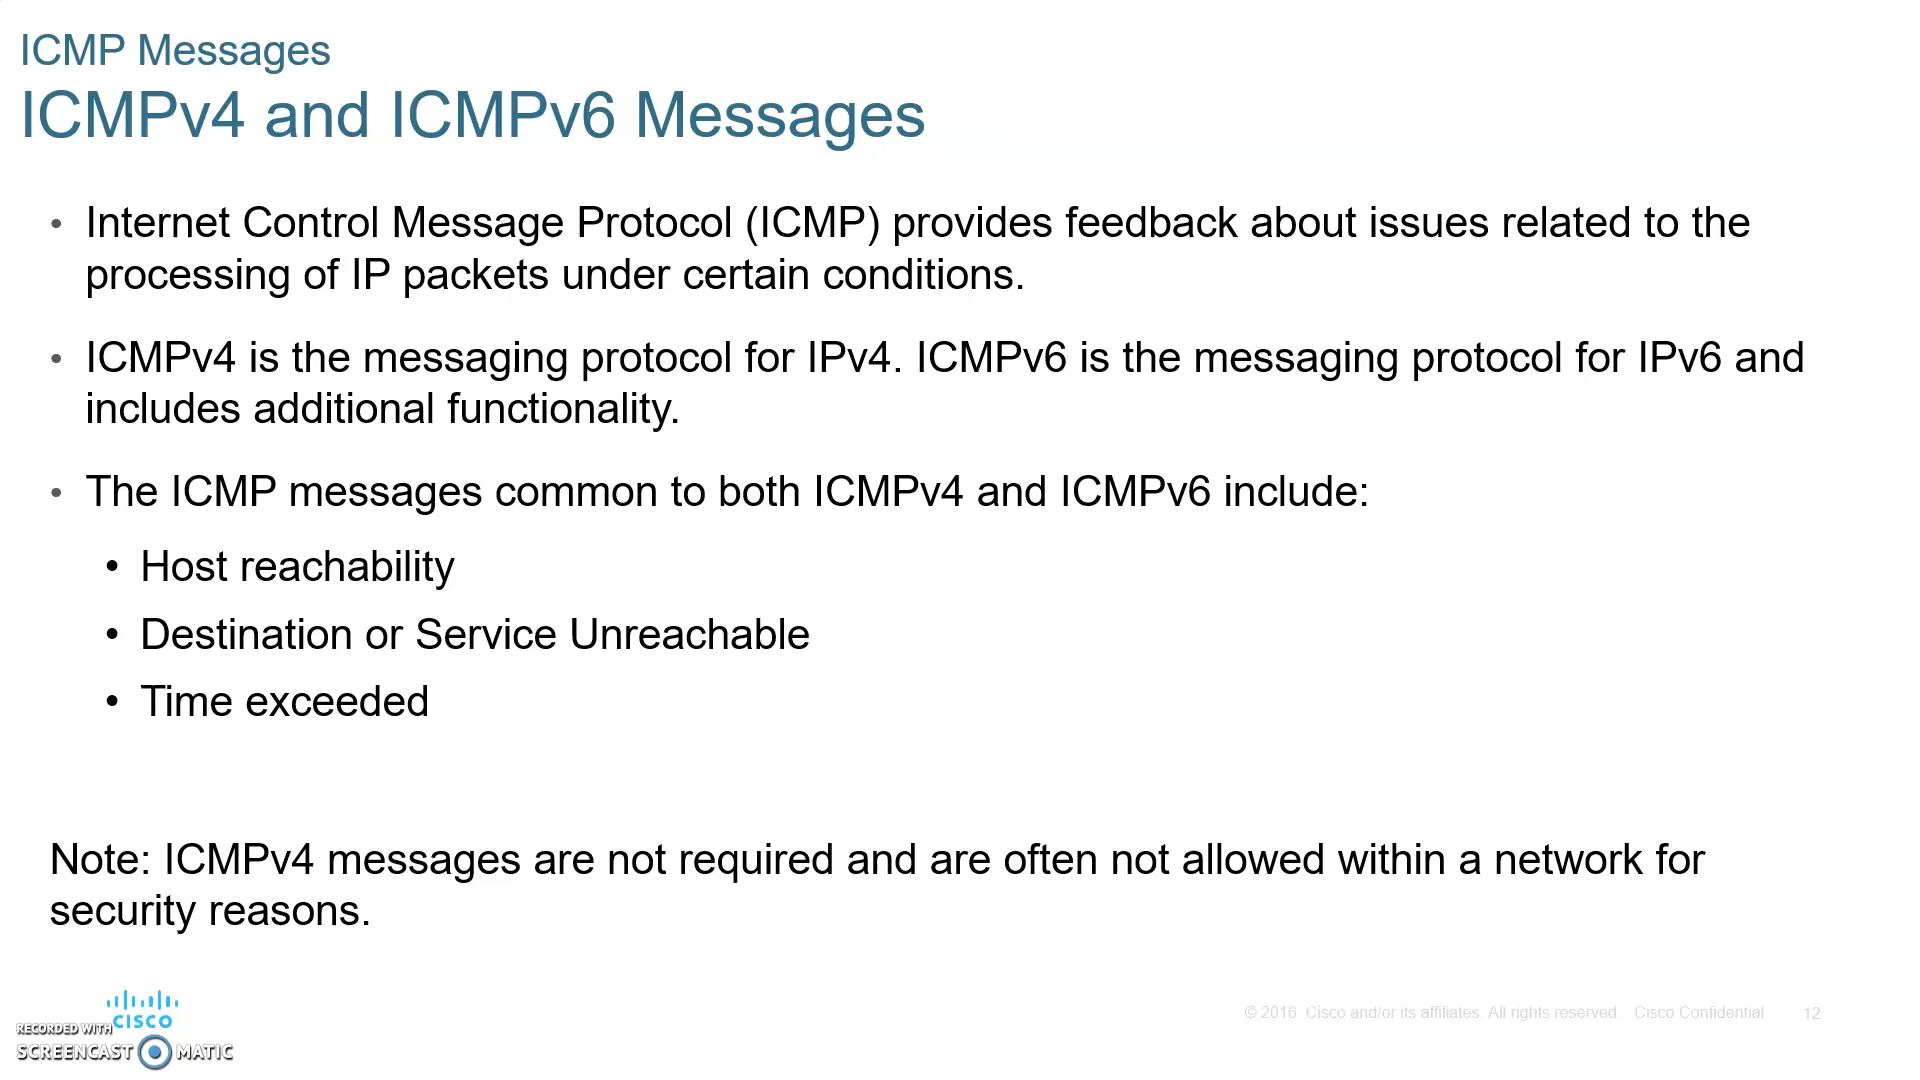 ICMP Messages
ICMPv4 and ICMPv6 Messages
• Internet Control Message Protocol (ICMP) provides feedback about issues related to the
processing of IP packets under certain conditions.
• ICMPv4 is the messaging protocol for IPv4. ICMPv6 is the messaging protocol for IPv6 and
includes additional functionality.
• The ICMP messages common to both ICMPv4 and ICMPv6 include:
• Host reachability
• Destination or Service Unreachable
• Time exceeded
Note: ICMPv4 messages are not required and are often not allowed within a network for
security reasons.
CISCO
RECORDED WITH
SCREENCAST MATIC
© 2016 Cisco and/or its affiliates. All rights reserved. Cisco Confidential 12